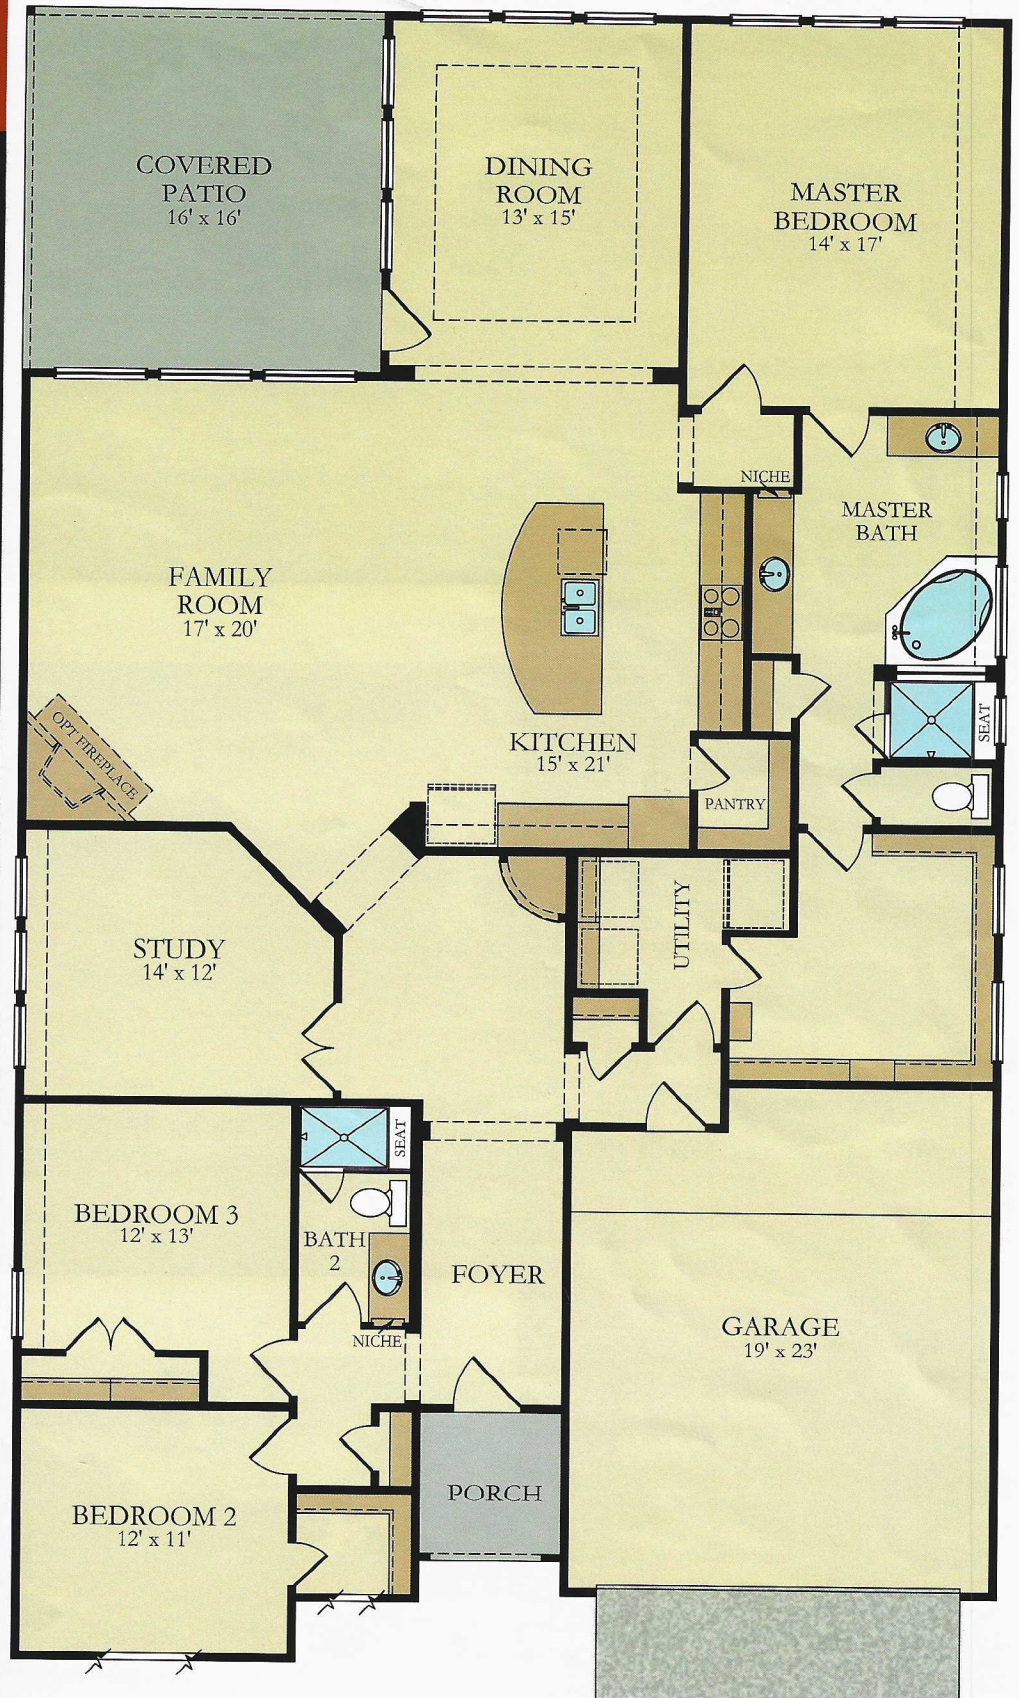 COVERED
PATIO
16' x 16'
DINING
ROOM
13' x 15'
MASTER
BEDROOM
14' x 17'
NICHE
MASTER
BATH
FAMILY
ROOM
17' x 20'
OPT FIREPLACE
KITCHEN
15' x 21'
SEAT
PANTRY
STUDY
14' x 12'
UTILITY
SEAT
BEDROOM 3
12' x 13'
BATH
2
NICHE
FOYER
GARAGE
19' x 23'
PORCH
BEDROOM 2
12' x 11'